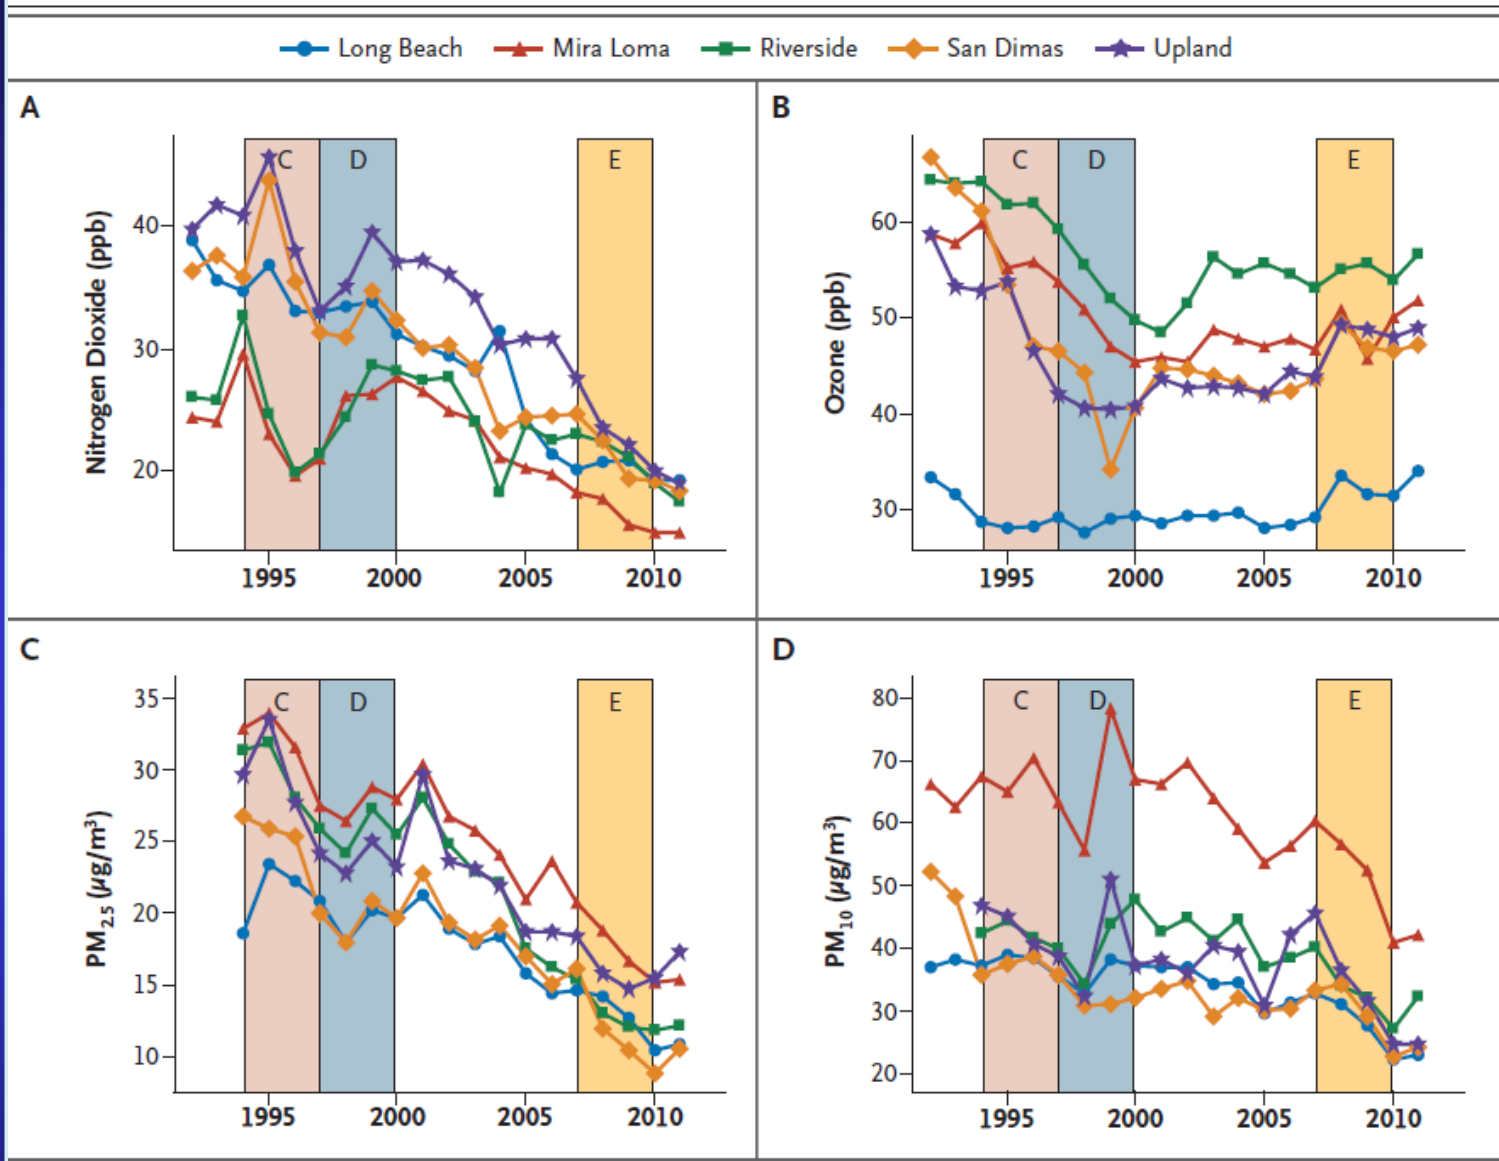 Long Beach Mira Loma Riverside San Dimas Upland
A
C D E
Nitrogen Dioxide (ppb)
40
30
20
1995 2000 2005 2010
B
C D E
Ozone (ppb)
60
50
40
30
1995 2000 2005 2010
C
C D E
PM2.5 (µg/m³)
35
30
25
20
15
10
1995 2000 2005 2010
D
C D E
PM10 (µg/m³)
80
70
60
50
40
30
20
1995 2000 2005 2010